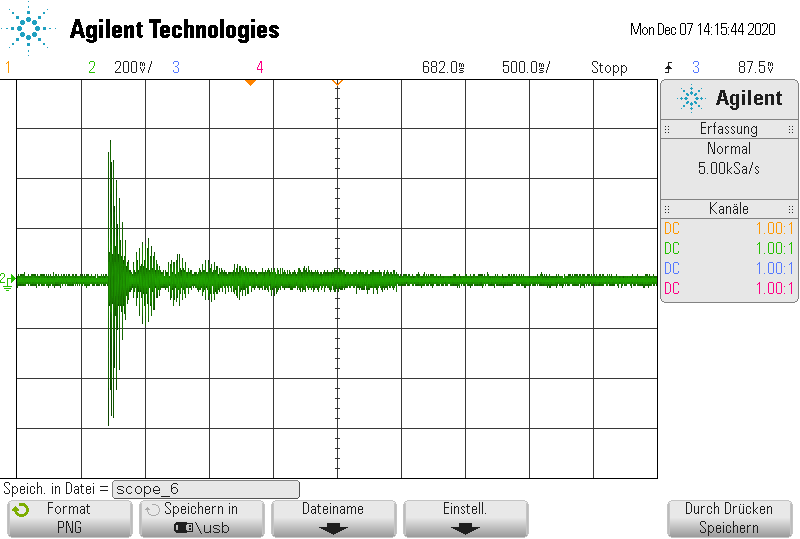 Agilent Technologies
Mon Dec 07 14:15:44 2020
1 2 200mV/ 3 4 682.0ms 500.0ms/ Stopp 3 87.5mV
Agilent
Erfassung
Normal
5.00kSa/s
Kanäle
DC 1.00:1
DC 1.00:1
DC 1.00:1
DC 1.00:1
2
Speich. in Datei = scope_6
Format
PNG
Speichern in
\usb
Dateiname
Einstell.
Durch Drücken
Speichern